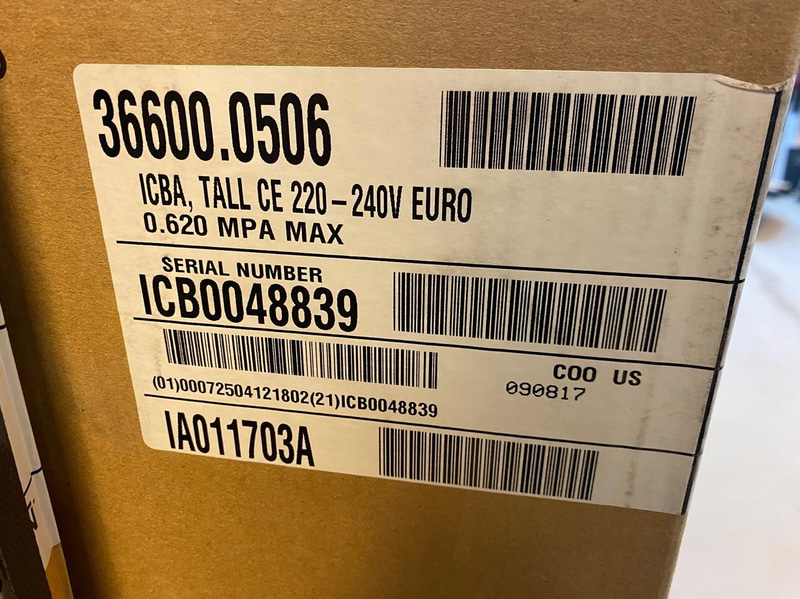 36600.0506
ICBA, TALL CE 220-240V EURO
0.620 MPA MAX
SERIAL NUMBER
ICB0048839
COO US
090817
(01)00072504121802(21)ICB0048839
IA011703A